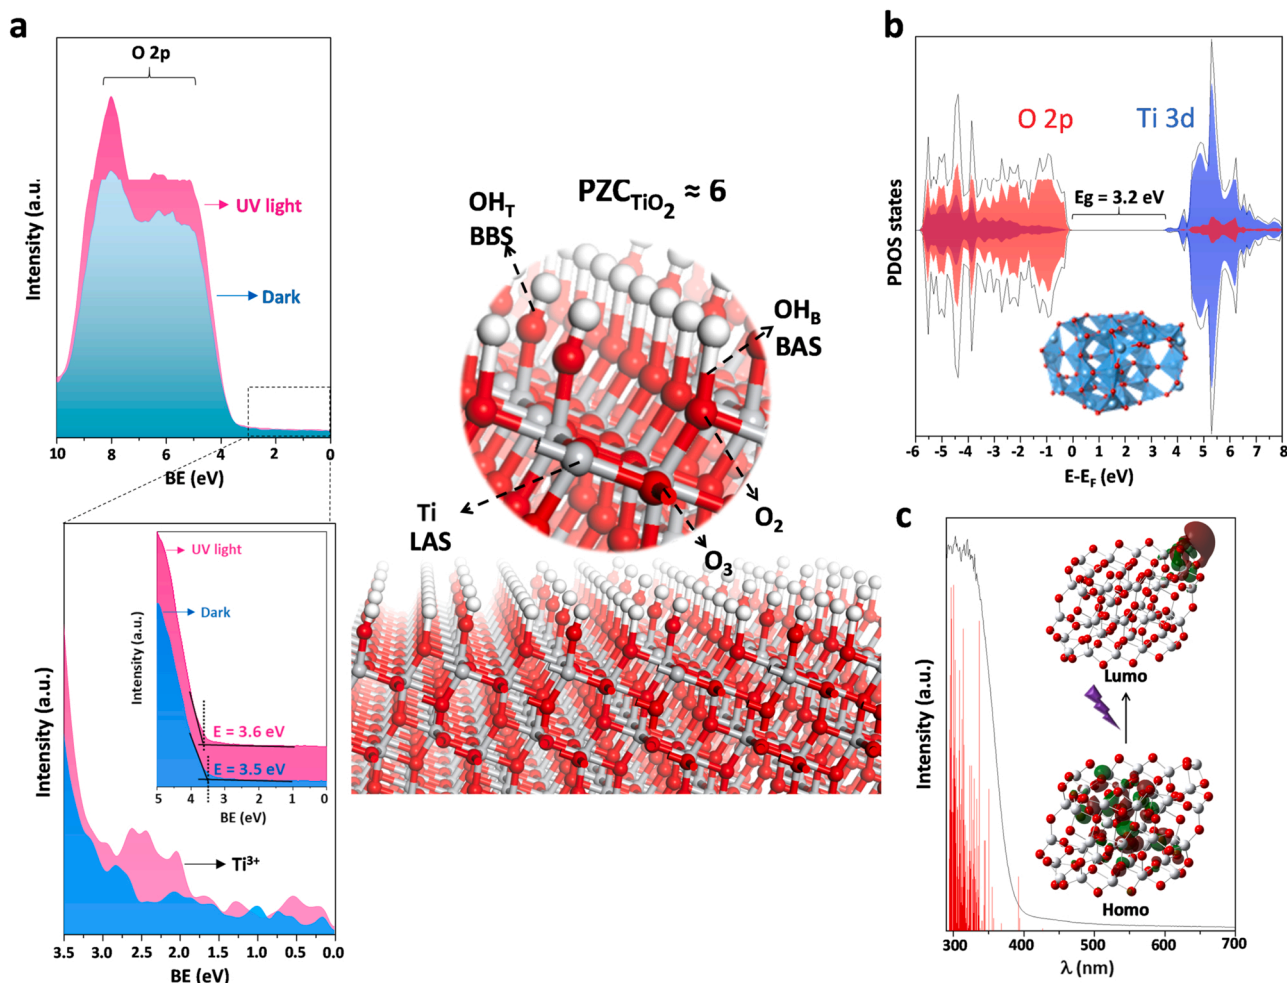 a
O 2p
UV light
Dark
Intensity (a.u.)
10 8 6 4 2 0
BE (eV)
UV light
Dark
Intensity (a.u.)
E = 3.6 eV
E = 3.5 eV
5 4 3 2 1 0
BE (eV)
Ti³⁺
Intensity (a.u.)
3.5 3.0 2.5 2.0 1.5 1.0 0.5 0.0
BE (eV)
PZC_TiO₂ ≈ 6
OH_T
BBS
OH_B
BAS
Ti
LAS
O₂
O₃
b
O 2p
Ti 3d
Eg = 3.2 eV
PDOS states
-6 -5 -4 -3 -2 -1 0 1 2 3 4 5 6 7 8
E-E_F (eV)
c
Lumo
Homo
Intensity (a.u.)
300 400 500 600 700
λ (nm)